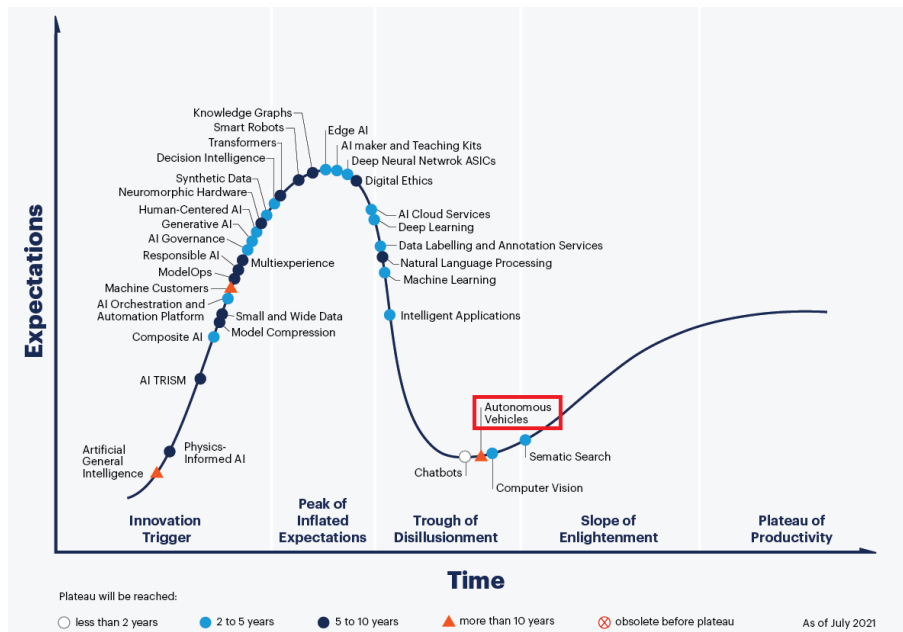 Expectations
Knowledge Graphs
Smart Robots
Transformers
Decision Intelligence
Synthetic Data
Neuromorphic Hardware
Human-Centered AI
Generative AI
AI Governance
Responsible AI
Multiexperience
ModelOps
Machine Customers
AI Orchestration and
Automation Platform
Small and Wide Data
Model Compression
Composite AI
AI TRISM
Artificial
General
Intelligence
Physics-
Informed AI
Edge AI
AI maker and Teaching Kits
Deep Neural Netwrok ASICs
Digital Ethics
AI Cloud Services
Deep Learning
Data Labelling and Annotation Services
Natural Language Processing
Machine Learning
Intelligent Applications
Autonomous
Vehicles
Chatbots
Sematic Search
Computer Vision
Innovation
Trigger
Peak of
Inflated
Expectations
Trough of
Disillusionment
Slope of
Enlightenment
Plateau of
Productivity
Time
Plateau will be reached:
less than 2 years
2 to 5 years
5 to 10 years
more than 10 years
obsolete before plateau
As of July 2021